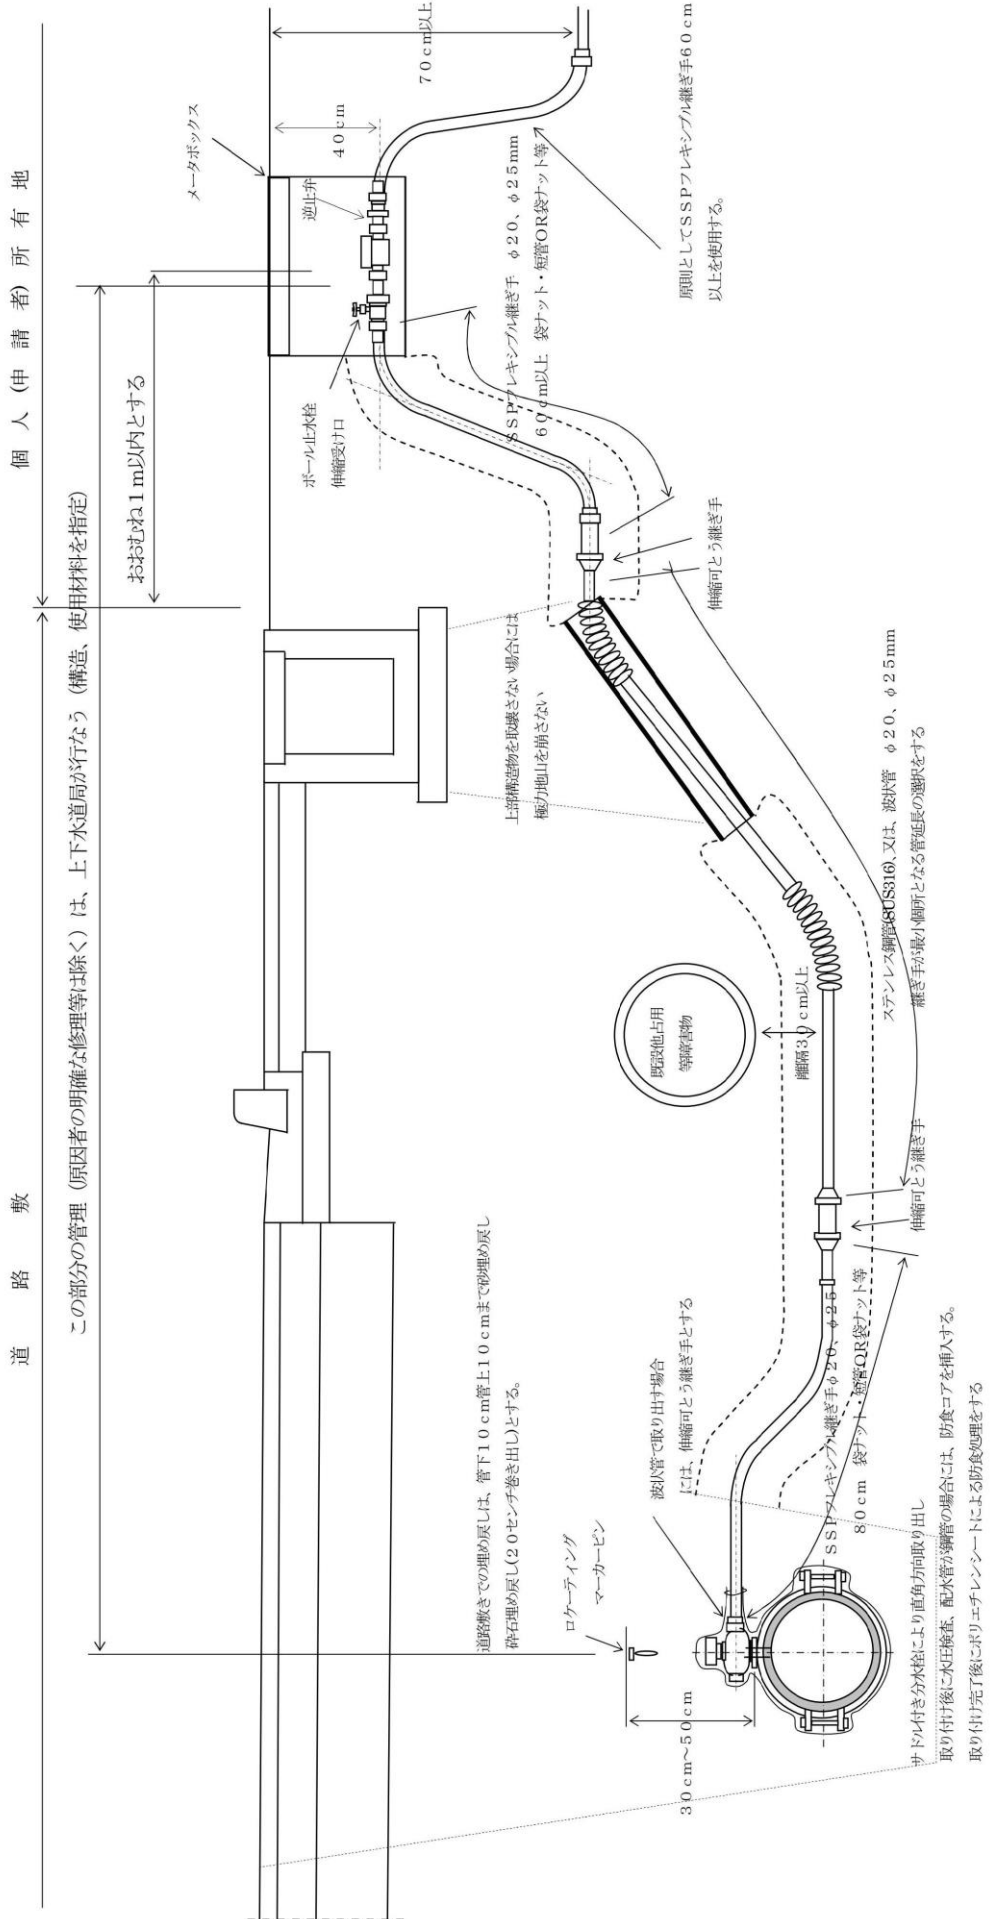 道　路　敷
個　人　(申　請　者)　所　有　地
この部分の管理（原因者の明確な修理等は除く）は、上下水道局が行なう（構造、使用材料を指定）
おおむね１ｍ以内とする
メータボックス
４０ｃｍ
７０ｃｍ以上
逆止弁
ボール止水栓
伸縮受け口
ＳＳＰフレキシブル継ぎ手　φ２０、φ２５ｍｍ
６０ｃｍ以上　袋ナット・短管ＯＲ袋ナット等
原則としてＳＳＰフレキシブル継ぎ手６０ｃｍ
以上を使用する。
上部構造物を取壊さない場合には
極力地山を崩さない
伸縮可とう継ぎ手
既設他占用
等障害物
離隔３０ｃｍ以上
ステンレス鋼管(SUS316)、又は、波状管　φ２０、φ２５ｍｍ
継ぎ手が最小個所となる管延長の選択をする
道路敷きでの埋め戻しは、管下１０ｃｍ管上１０ｃｍまで砂埋め戻し
砕石埋め戻し(２０センチ巻き出し)とする。
ロケーティング
マーカーピン
波状管で取り出す場合
には、伸縮可とう継ぎ手とする
伸縮可とう継ぎ手
３０ｃｍ～５０ｃｍ
ＳＳＰフレキシブル継ぎ手φ２０、φ２５
８０ｃｍ　袋ナット・短管ＯＲ袋ナット等
サドル付き分水栓により直角方向取り出し
取り付け後に水圧検査、配水管が鋼管の場合には、防食コアを挿入する。
取り付け完了後にポリエチレンシートによる防食処理をする